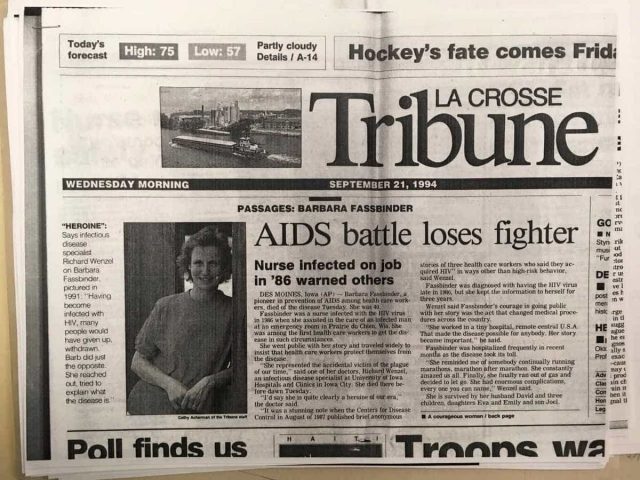 Today's
forecast
High: 75
Low: 57
Partly cloudy
Details / A-14
Hockey's fate comes Frida
LA CROSSE
Tribune
WEDNESDAY MORNING
SEPTEMBER 21, 1994
PASSAGES: BARBARA FASSBINDER
"HEROINE":
Says infectious
disease
specialist
Richard Wenzel
on Barbara
Fassbinder,
pictured in
1991: "Having
become
infected with
HIV, many
people would
have given up,
withdrawn.
Barb did just
the opposite.
She reached
out, tried to
explain what
the disease is."
Cathy Acherman of the Tribune staff
AIDS battle loses fighter
Nurse infected on job
in '86 warned others
DES MOINES, Iowa (AP) — Barbara Fassbinder, a
pioneer in prevention of AIDS among health care work-
ers, died of the disease Tuesday. She was 40.
Fassbinder was a nurse infected with the HIV virus
in 1986 when she assisted in the care of an infected man
at an emergency room in Prairie du Chien, Wis. She
was among the first health care workers to get the dis-
ease in such circumstances.
She went public with her story and traveled widely to
insist that health care workers protect themselves from
the disease.
"She represented the accidental victims of the plague
of our time," said one of her doctors, Richard Wenzel,
an infectious disease specialist at University of Iowa
Hospitals and Clinics in Iowa City. She died there be-
fore dawn Tuesday.
"I'd say she is quite clearly a heroine of our era,"
the doctor said.
"It was a stunning note when the Centers for Disease
Control in August of 1987 published brief anonymous
stories of three health care workers who said they ac-
quired HIV" in ways other than high-risk behavior,
said Wenzel.
Fassbinder was diagnosed with having the HIV virus
late in 1986, but she kept the information to herself for
three years.
Wenzel said Fassbinder's courage in going public
with her story was the act that changed medical proce-
dures across the country.
"She worked in a tiny hospital, remote central U.S.A.
That made the disease possible for anybody. Her story
became important," he said.
Fassbinder was hospitalized frequently in recent
months as the disease took its toll.
"She reminded me of somebody continually running
marathons, marathon after marathon. She constantly
amazed us all. Finally, she finally ran out of gas and
decided to let go. She had enormous complications,
every one you can name," Wenzel said.
She is survived by her husband David and three
children, daughters Eva and Emily and son Joel.
A courageous woman / back page
GO
DE
HE
Poll finds us
HAITI
Troops wa